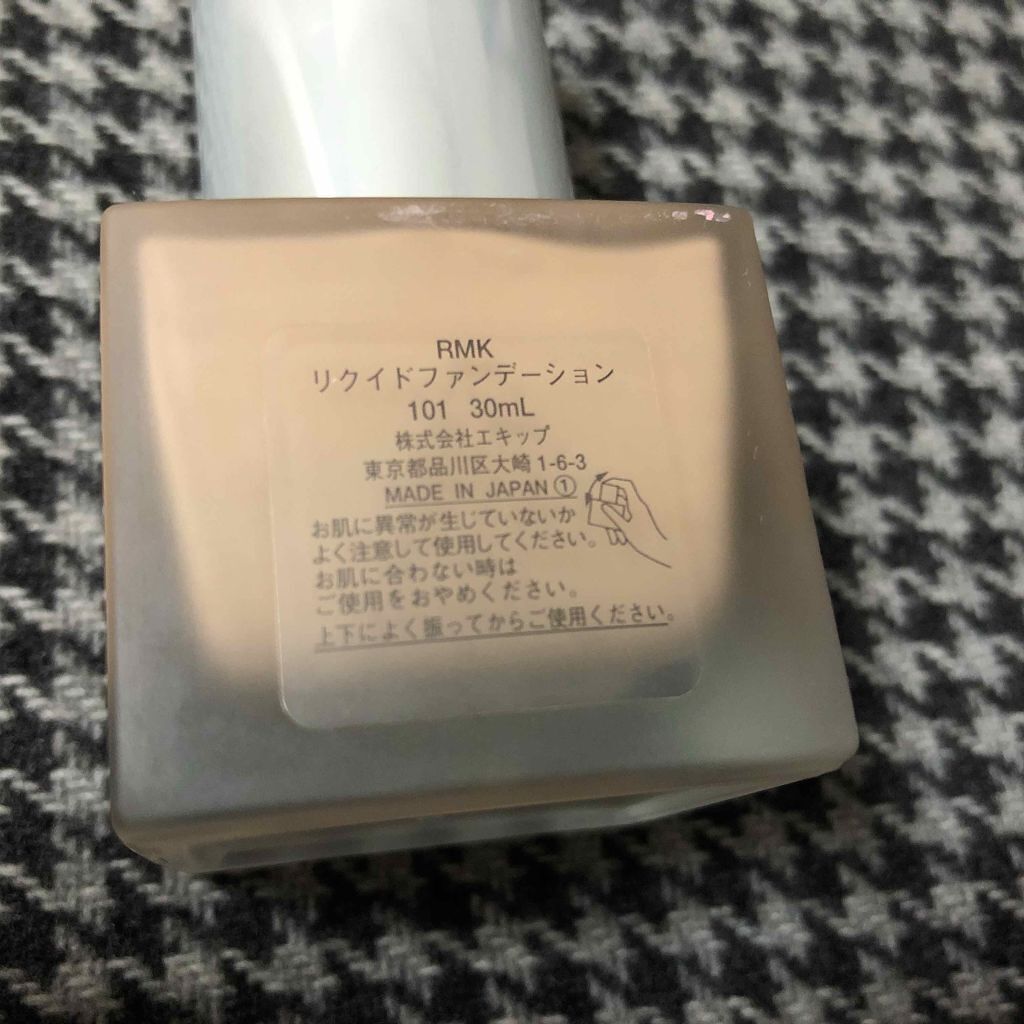 RMK
リクイドファンデーション
101 30mL
株式会社エキップ
東京都品川区大崎1-6-3
MADE IN JAPAN ①
お肌に異常が生じていないか
よく注意して使用してください。
お肌に合わない時は
ご使用をおやめください。
上下によく振ってからご使用ください。